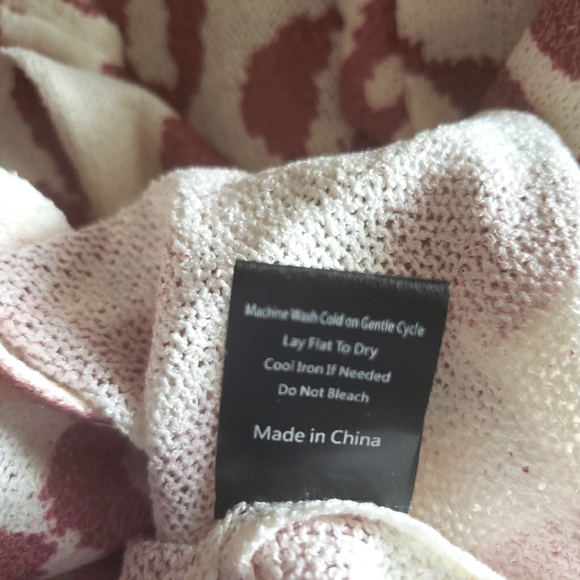 Machine Wash Cold on Gentle Cycle
Lay Flat To Dry
Cool Iron If Needed
Do Not Bleach
Made in China